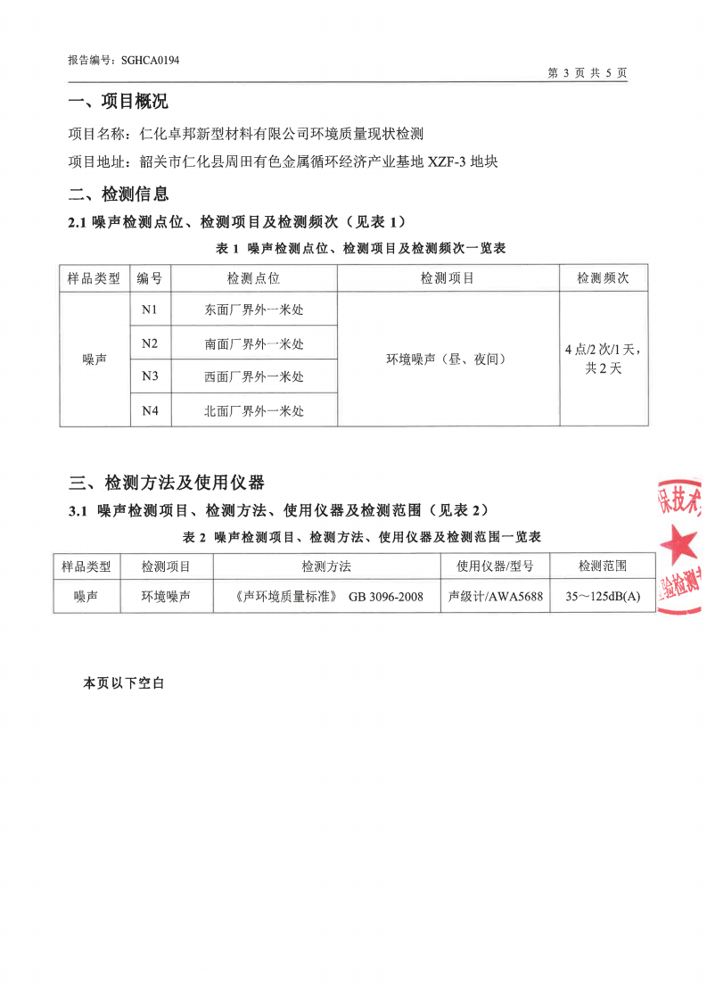 报告编号：SGHCA0194
第 3 页 共 5 页
一、项目概况
项目名称：仁化卓邦新型材料有限公司环境质量现状检测
项目地址：韶关市仁化县周田有色金属循环经济产业基地 XZF-3 地块
二、检测信息
2.1 噪声检测点位、检测项目及检测频次（见表 1）
表 1 噪声检测点位、检测项目及检测频次一览表
样品类型 编号 检测点位 检测项目 检测频次
噪声
N1 东面厂界外一米处
N2 南面厂界外一米处
N3 西面厂界外一米处
N4 北面厂界外一米处
环境噪声（昼、夜间）
4 点/2 次/1 天，
共 2 天
三、检测方法及使用仪器
3.1 噪声检测项目、检测方法、使用仪器及检测范围（见表 2）
表 2 噪声检测项目、检测方法、使用仪器及检测范围一览表
样品类型 检测项目 检测方法 使用仪器/型号 检测范围
噪声 环境噪声 《声环境质量标准》 GB 3096-2008 声级计/AWA5688 35～125dB(A)
保技术
验检测
本页以下空白